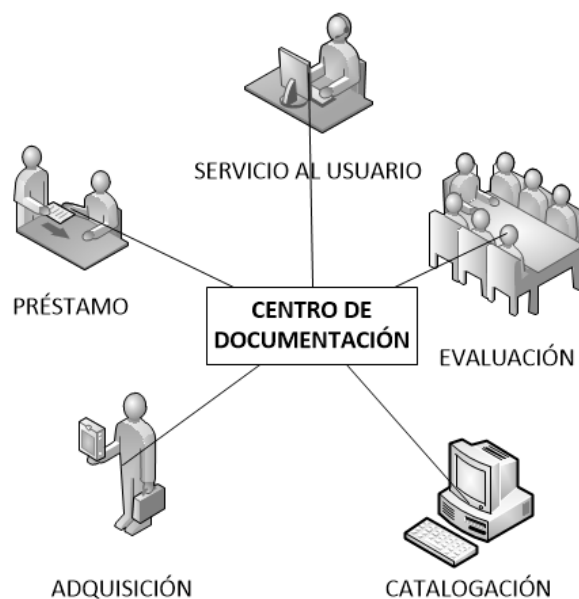 SERVICIO AL USUARIO
PRÉSTAMO
CENTRO DE
DOCUMENTACIÓN
EVALUACIÓN
ADQUISICIÓN
CATALOGACIÓN